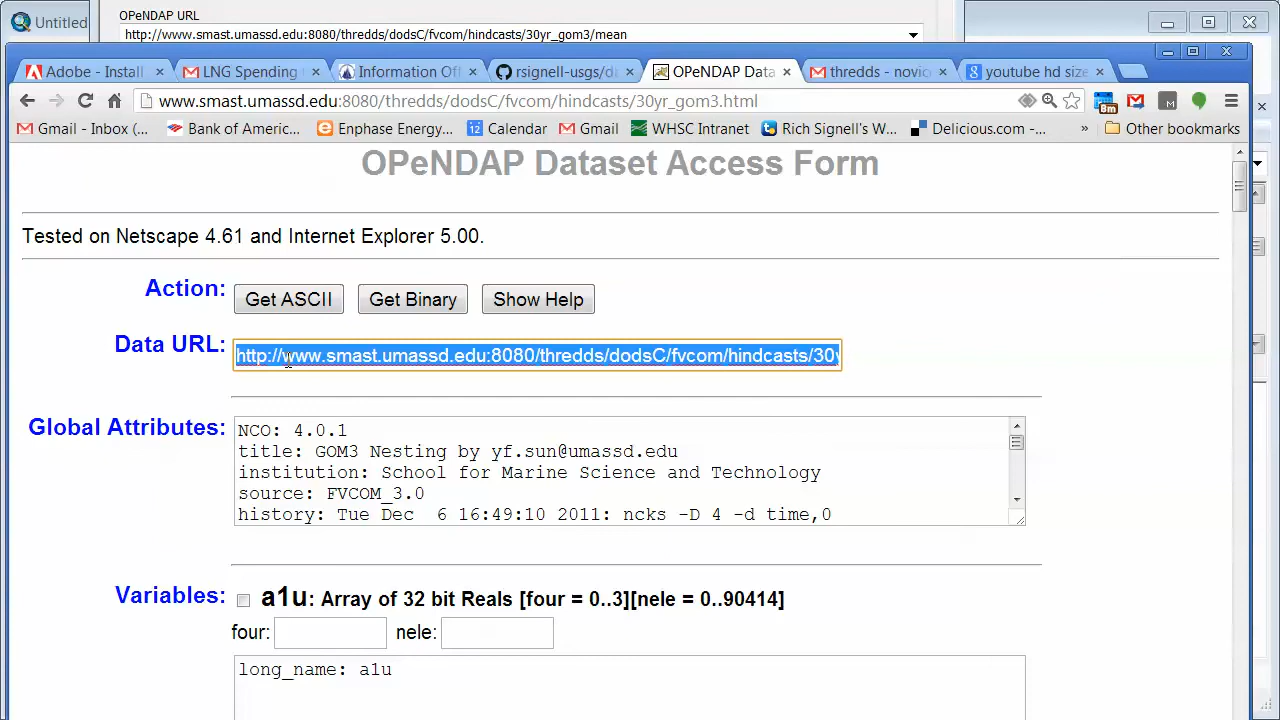 Untitled
OPeNDAP URL
http://www.smast.umassd.edu:8080/thredds/dodsC/fvcom/hindcasts/30yr_gom3/mean
Adobe - Install
LNG Spending
Information Of
rsignell-usgs/d
OPeNDAP Data
thredds - novic
youtube hd size
www.smast.umassd.edu:8080/thredds/dodsC/fvcom/hindcasts/30yr_gom3.html
8m
Gmail - Inbox (...
Bank of Americ...
Enphase Energy...
12 Calendar
Gmail
WHSC Intranet
Rich Signell's W...
Delicious.com -...
»
Other bookmarks
OPeNDAP Dataset Access Form
Tested on Netscape 4.61 and Internet Explorer 5.00.
Action: Get ASCII Get Binary Show Help
Data URL: http://www.smast.umassd.edu:8080/thredds/dodsC/fvcom/hindcasts/30y
Global Attributes:
NCO: 4.0.1
title: GOM3 Nesting by yf.sun@umassd.edu
institution: School for Marine Science and Technology
source: FVCOM_3.0
history: Tue Dec 6 16:49:10 2011: ncks -D 4 -d time,0
Variables: a1u: Array of 32 bit Reals [four = 0..3][nele = 0..90414]
four: nele:
long_name: a1u